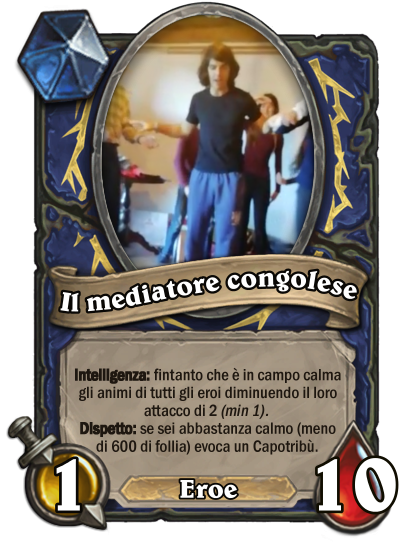 Il mediatore congolese
Intelligenza: fintanto che è in campo calma
gli animi di tutti gli eroi diminuendo il loro
attacco di 2 (min 1).
Dispetto: se sei abbastanza calmo (meno
di 600 di follia) evoca un Capotribù.
1
Eroe
10